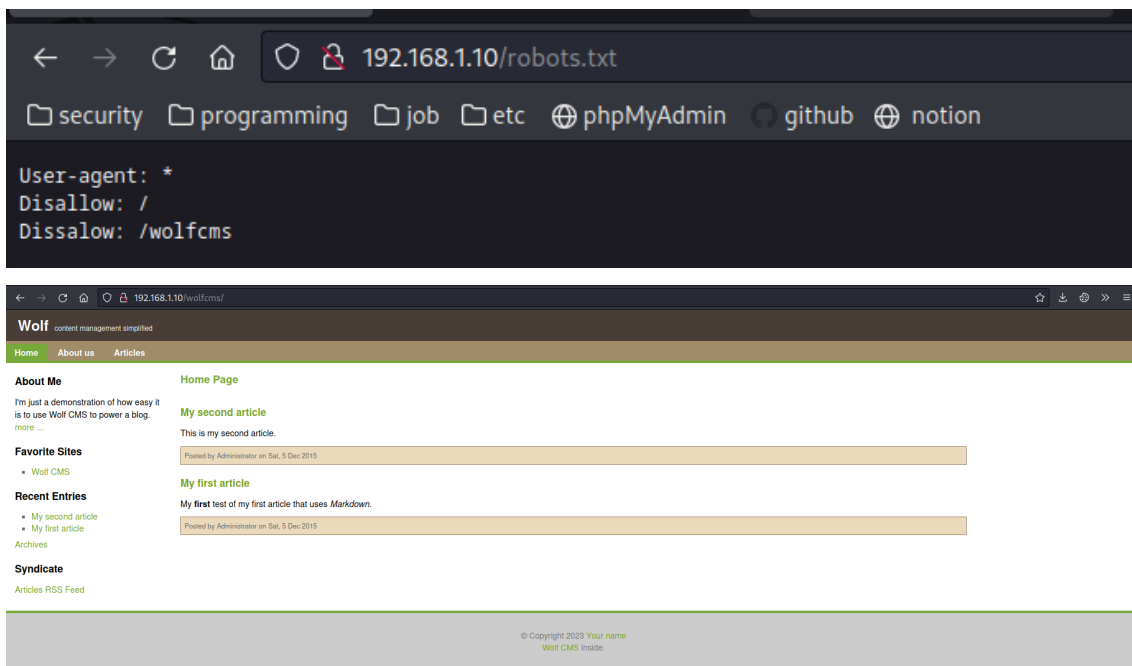 192.168.1.10/robots.txt
security programming job etc phpMyAdmin github notion
User-agent: *
Disallow: /
Dissalow: /wolfcms
192.168.1.10/wolfcms/
Wolf content management simplified
Home About us Articles
About Me
I'm just a demonstration of how easy it
is to use Wolf CMS to power a blog.
more ...
Favorite Sites
Wolf CMS
Recent Entries
My second article
My first article
Archives
Syndicate
Articles RSS Feed
Home Page
My second article
This is my second article.
Posted by Administrator on Sat, 5 Dec 2015
My first article
My first test of my first article that uses Markdown.
Posted by Administrator on Sat, 5 Dec 2015
© Copyright 2023 Your name
Wolf CMS Inside.